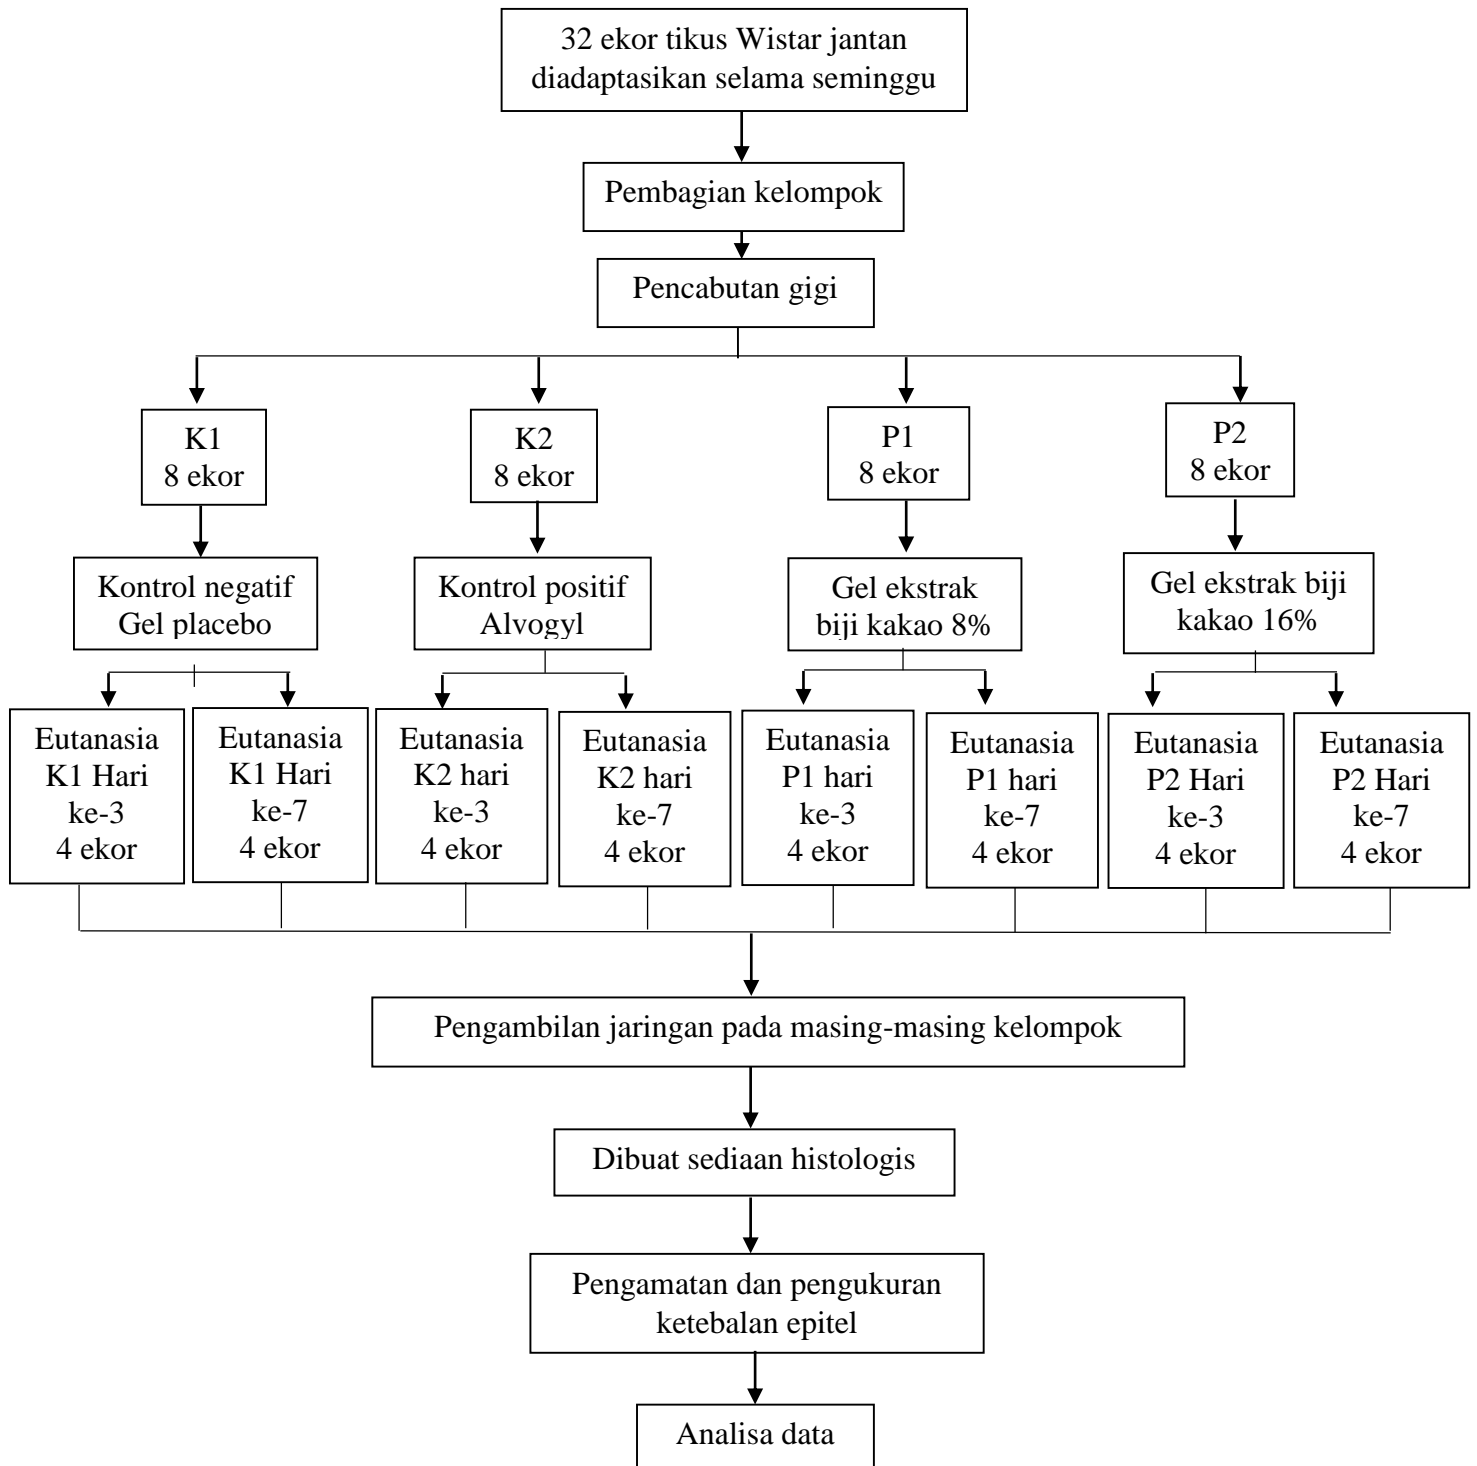 32 ekor tikus Wistar jantan
diadaptasikan selama seminggu
Pembagian kelompok
Pencabutan gigi
K1
8 ekor
K2
8 ekor
P1
8 ekor
P2
8 ekor
Kontrol negatif
Gel placebo
Kontrol positif
Alvogyl
Gel ekstrak
biji kakao 8%
Gel ekstrak biji
kakao 16%
Eutanasia
K1 Hari
ke-3
4 ekor
Eutanasia
K1 Hari
ke-7
4 ekor
Eutanasia
K2 hari
ke-3
4 ekor
Eutanasia
K2 hari
ke-7
4 ekor
Eutanasia
P1 hari
ke-3
4 ekor
Eutanasia
P1 hari
ke-7
4 ekor
Eutanasia
P2 Hari
ke-3
4 ekor
Eutanasia
P2 Hari
ke-7
4 ekor
Pengambilan jaringan pada masing-masing kelompok
Dibuat sediaan histologis
Pengamatan dan pengukuran
ketebalan epitel
Analisa data